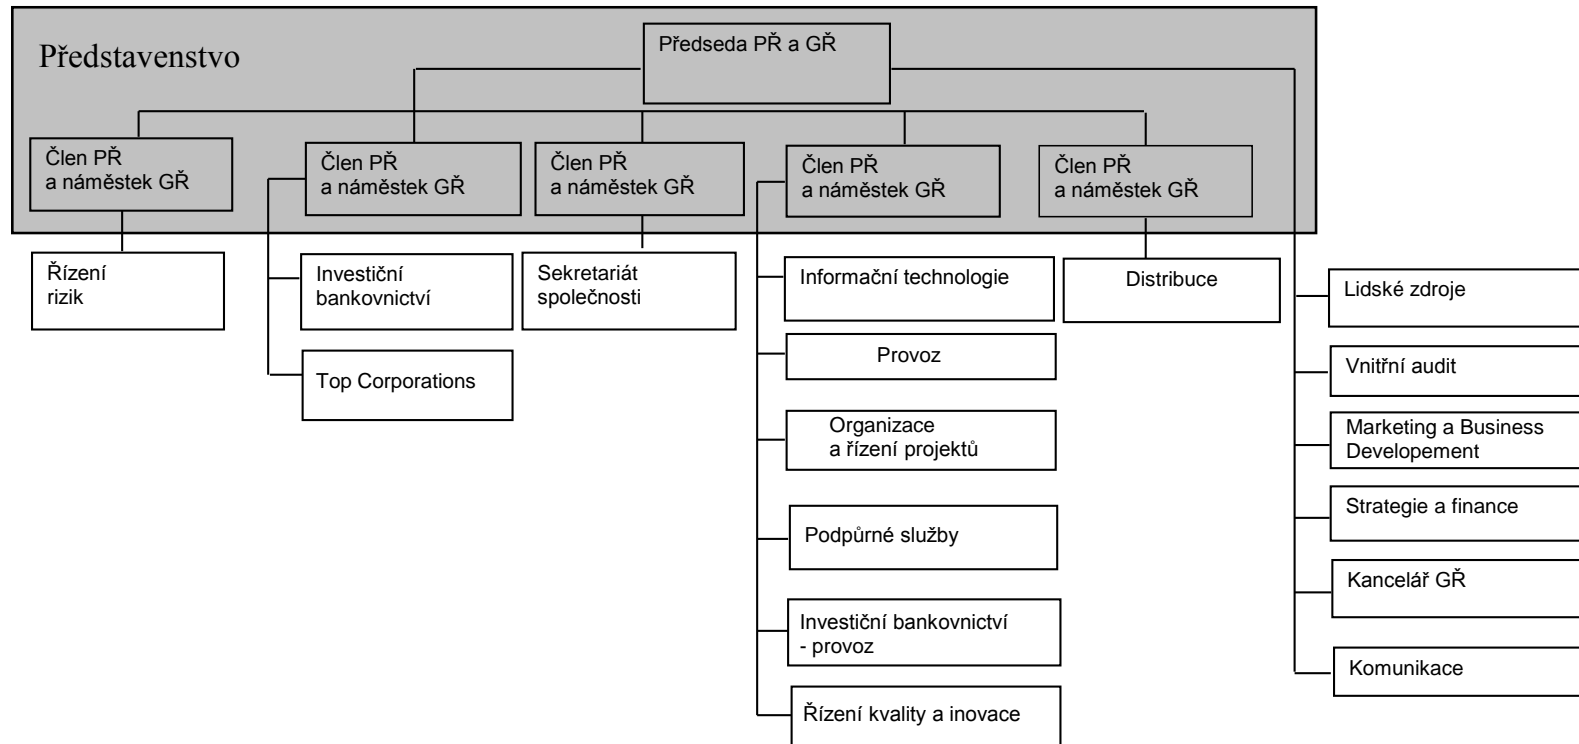 Představenstvo
Předseda PŘ a GŘ
Člen PŘ
a náměstek GŘ
Člen PŘ
a náměstek GŘ
Člen PŘ
a náměstek GŘ
Člen PŘ
a náměstek GŘ
Člen PŘ
a náměstek GŘ
Řízení
rizik
Investiční
bankovnictví
Top Corporations
Sekretariát
společnosti
Informační technologie
Provoz
Organizace
a řízení projektů
Podpůrné služby
Investiční bankovnictví
- provoz
Řízení kvality a inovace
Distribuce
Lidské zdroje
Vnitřní audit
Marketing a Business
Developement
Strategie a finance
Kancelář GŘ
Komunikace